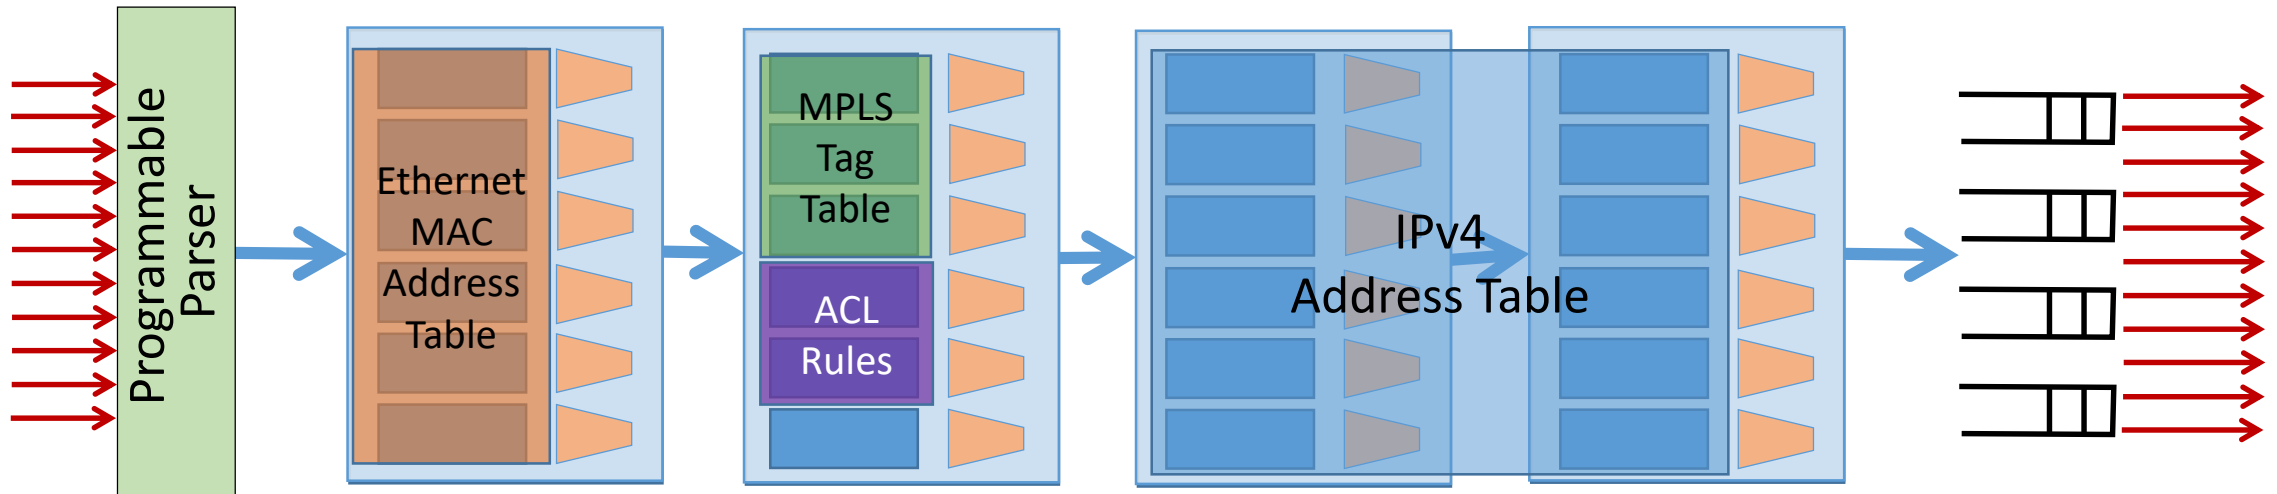 Programmable
Parser
Ethernet
MAC
Address
Table
MPLS
Tag
Table
ACL
Rules
IPv4
Address Table